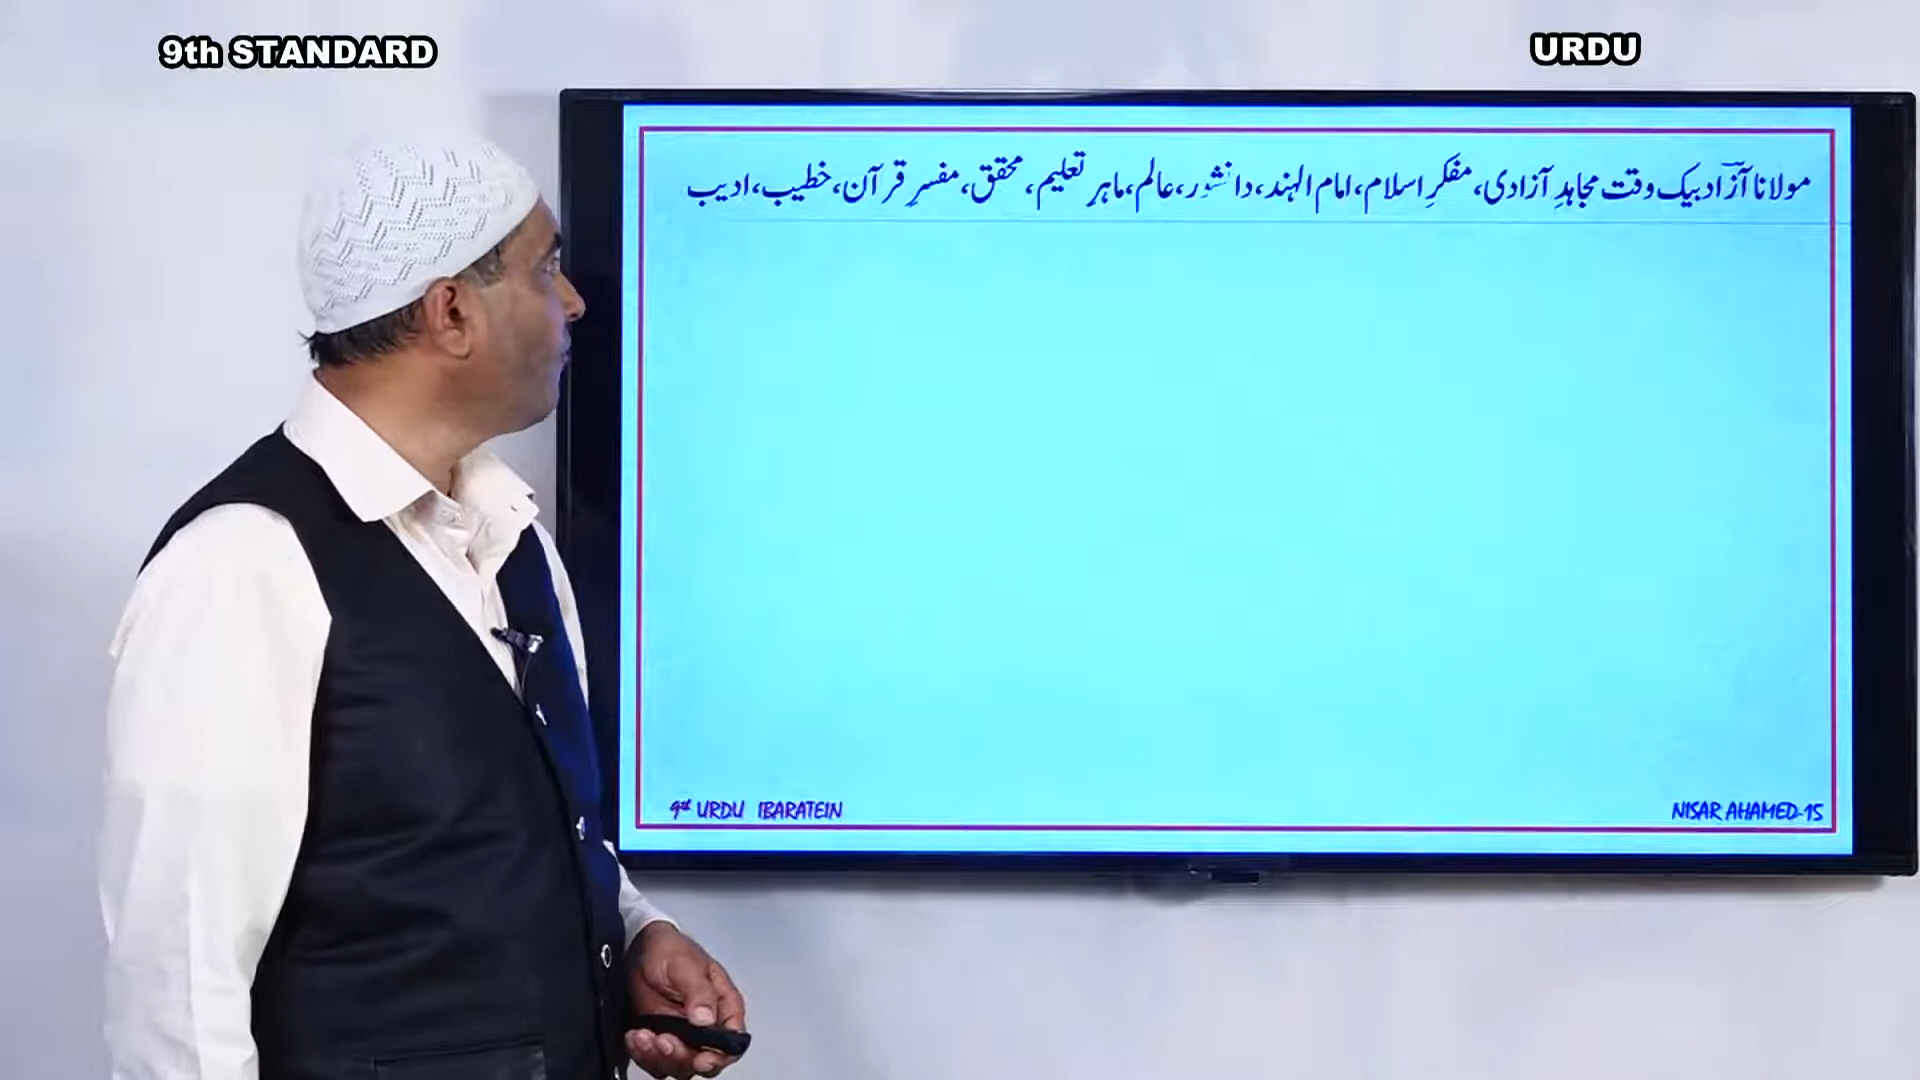 9th STANDARD
URDU
مولانا آزاد بیک وقت مجاہدِ آزادی، مفکرِ اسلام، امام الہند، دانشور، عالم، ماہر تعلیم، محقق، مفسرِ قرآن، خطیب، ادیب
9th URDU IBARATEIN
NISAR AHAMED-15